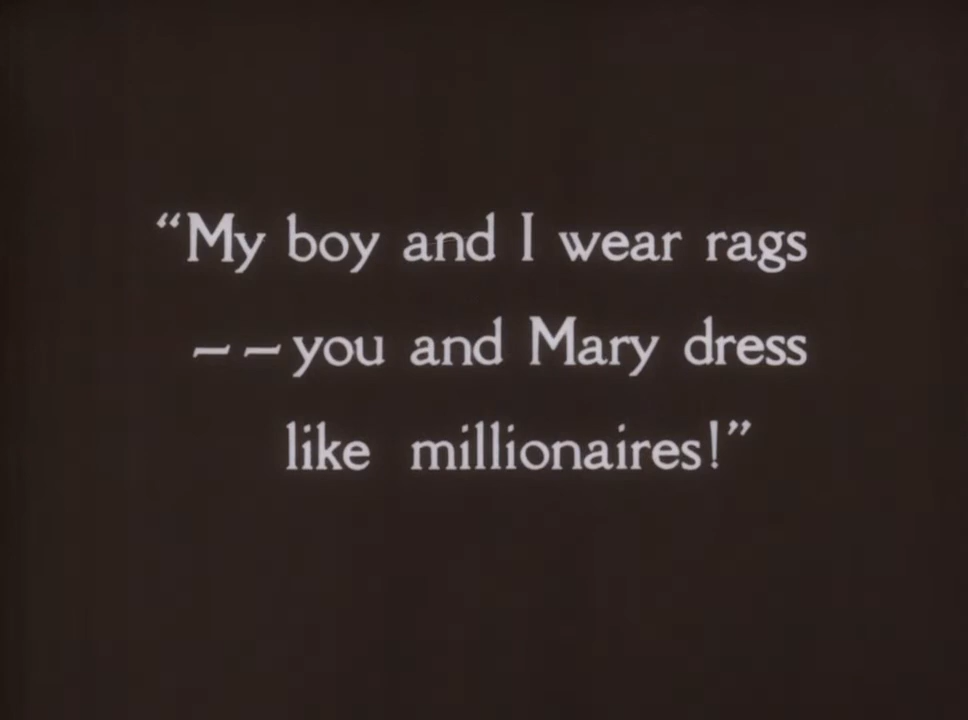 “My boy and I wear rags
– – you and Mary dress
like millionaires!”